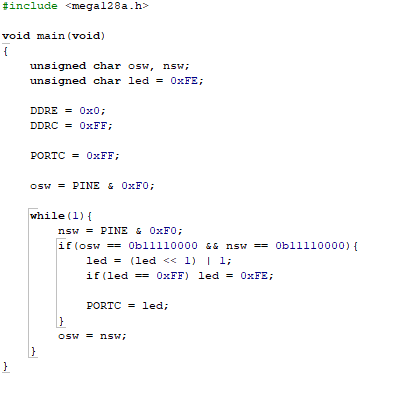 #include <mega128a.h>
void main(void)
{
unsigned char osw, nsw;
unsigned char led = 0xFE;
DDRE = 0x0;
DDRC = 0xFF;
PORTC = 0xFF;
osw = PINE & 0xF0;
while(1){
nsw = PINE & 0xF0;
if(osw == 0b11110000 && nsw == 0b11110000){
led = (led << 1) | 1;
if(led == 0xFF) led = 0xFE;
PORTC = led;
}
osw = nsw;
}
}